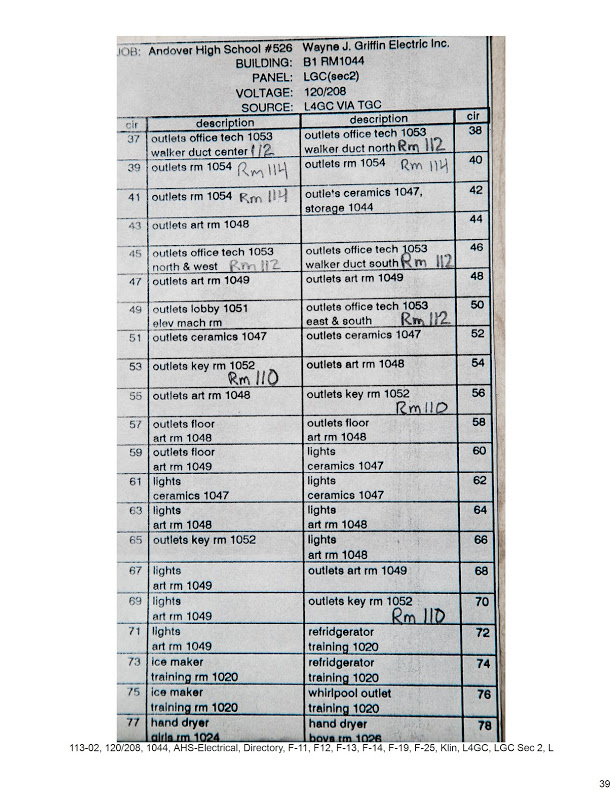 JOB: Andover High School #526 Wayne J. Griffin Electric Inc.
BUILDING: B1 RM1044
PANEL: LGC(sec2)
VOLTAGE: 120/208
SOURCE: L4GC VIA TGC
cir description description cir
37 outlets office tech 1053 outlets office tech 1053 38
walker duct center 112 walker duct north Rm 112
39 outlets rm 1054 Rm 114 outlets rm 1054 Rm 114 40
41 outlets rm 1054 Rm 114 outle's ceramics 1047, 42
storage 1044
43 outlets art rm 1048 44
45 outlets office tech 1053 outlets office tech 1053 46
north & west Rm 112 walker duct south Rm 112
47 outlets art rm 1049 outlets art rm 1049 48
49 outlets lobby 1051 outlets office tech 1053 50
elev mach rm east & south Rm 112
51 outlets ceramics 1047 outlets ceramics 1047 52
53 outlets key rm 1052 outlets art rm 1048 54
Rm 110
55 outlets art rm 1048 outlets key rm 1052 56
Rm 110
57 outlets floor outlets floor 58
art rm 1048 art rm 1048
59 outlets floor lights 60
art rm 1049 ceramics 1047
61 lights lights 62
ceramics 1047 ceramics 1047
63 lights lights 64
art rm 1048 art rm 1048
65 outlets key rm 1052 lights 66
art rm 1048
67 lights outlets art rm 1049 68
art rm 1049
69 lights outlets key rm 1052 70
art rm 1049 Rm 110
71 lights refridgerator 72
art rm 1049 training 1020
73 ice maker refridgerator 74
training rm 1020 training 1020
75 ice maker whirlpool outlet 76
training rm 1020 training 1020
77 hand dryer hand dryer 78
girls rm 1024 boys rm 1026
113-02, 120/208, 1044, AHS-Electrical, Directory, F-11, F12, F-13, F-14, F-19, F-25, Klin, L4GC, LGC Sec 2, L
39